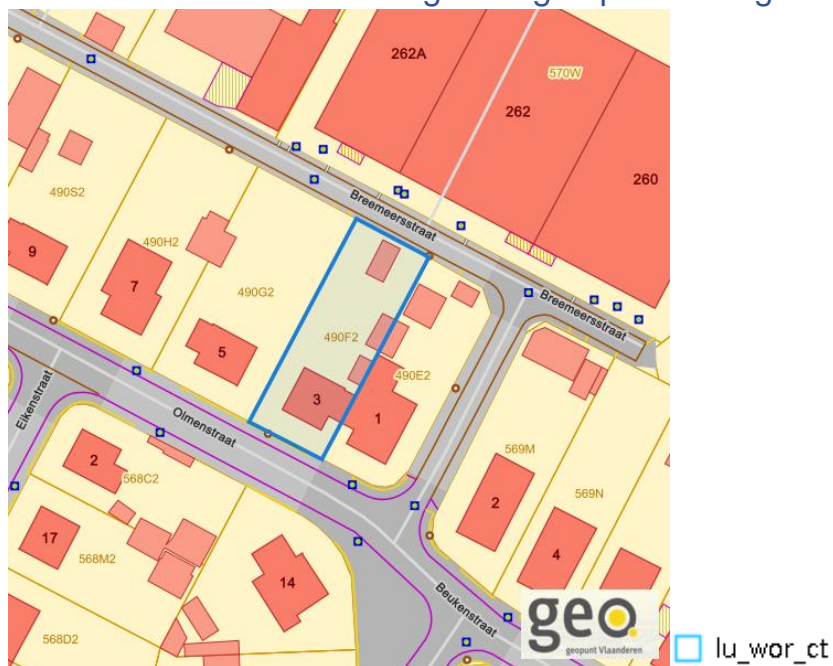 262A
570W
262
260
Breemeersstraat
490S2
490H2
9
7
490G2
Breemeersstraat
490F2
5
490E2
3
1
Eikenstraat
Olmenstraat
569M
2
568C2
2
569N
17
4
568M2
14
Beukenstraat
568D2
geo.
geopunt Vlaanderen
lu_wor_ct